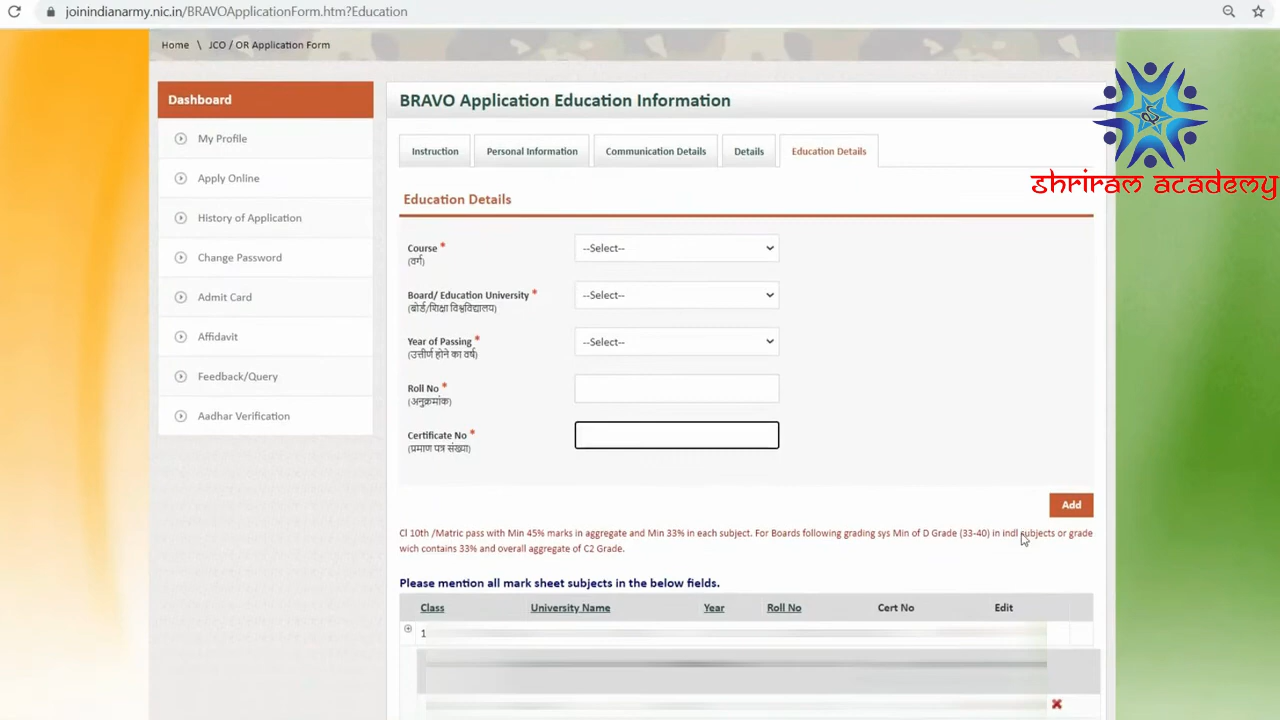 joinindianarmy.nic.in/BRAVOApplicationForm.htm?Education
Home \ JCO / OR Application Form
SHRIRAM ACADEMY
Dashboard
My Profile
Apply Online
History of Application
Change Password
Admit Card
Affidavit
Feedback/Query
Aadhar Verification
BRAVO Application Education Information
Instruction Personal Information Communication Details Details Education Details
Education Details
Course * --Select--
(वर्ग)
Board/ Education University * --Select--
(बोर्ड/शिक्षा विश्वविद्यालय)
Year of Passing * --Select--
(उत्तीर्ण होने का वर्ष)
Roll No *
(अनुक्रमांक)
Certificate No *
(प्रमाण पत्र संख्या)
Add
Cl 10th /Matric pass with Min 45% marks in aggregate and Min 33% in each subject. For Boards following grading sys Min of D Grade (33-40) in indl subjects or grade
wich contains 33% and overall aggregate of C2 Grade.
Please mention all mark sheet subjects in the below fields.
Class University Name Year Roll No Cert No Edit
1